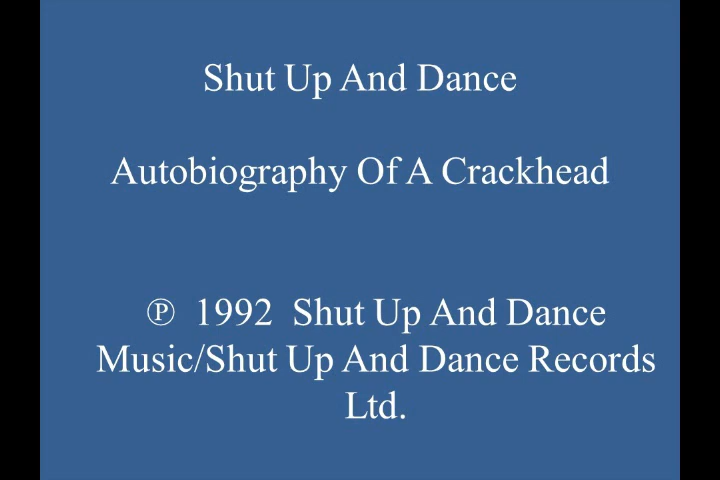 Shut Up And Dance
Autobiography Of A Crackhead
℗ 1992 Shut Up And Dance
Music/Shut Up And Dance Records
Ltd.